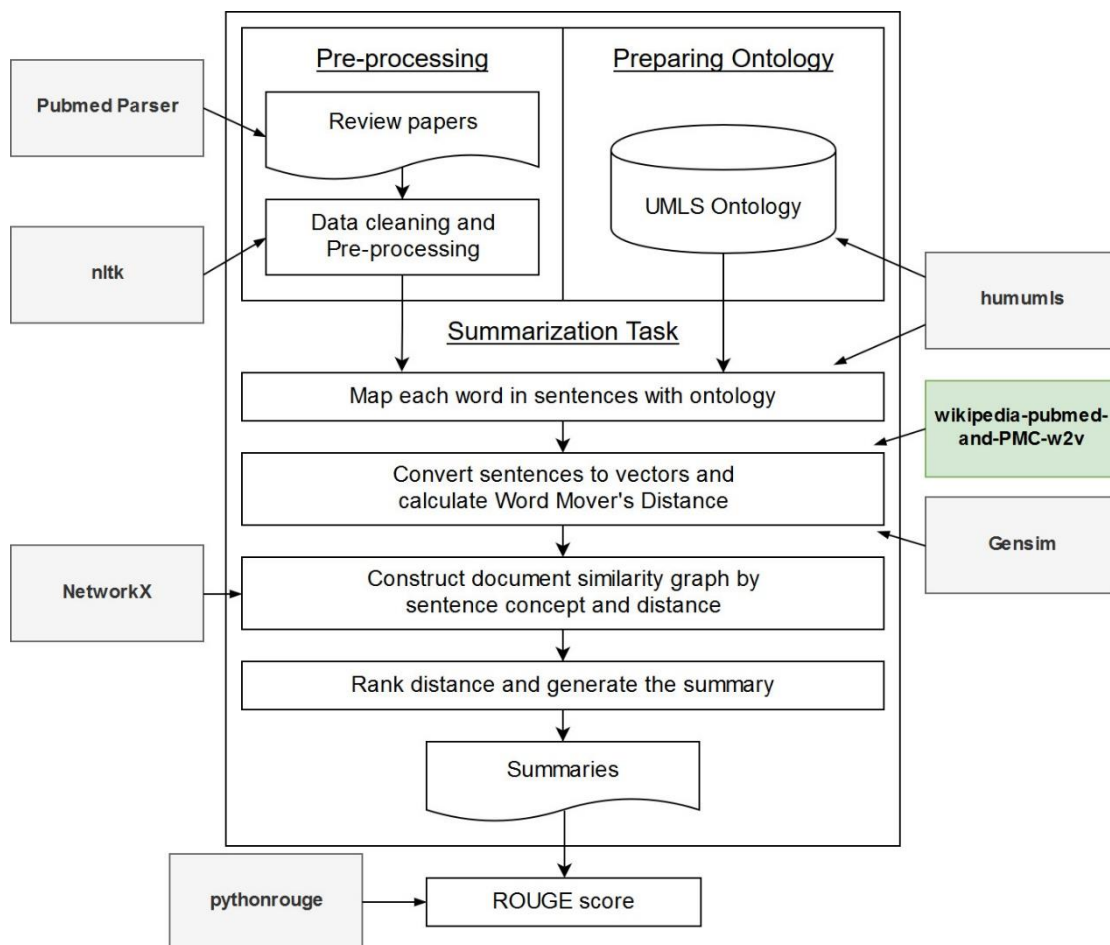 Pre-processing
Preparing Ontology
Pubmed Parser
Review papers
UMLS Ontology
Data cleaning and
Pre-processing
nltk
humumls
Summarization Task
Map each word in sentences with ontology
wikipedia-pubmed-
and-PMC-w2v
Convert sentences to vectors and
calculate Word Mover's Distance
Gensim
NetworkX
Construct document similarity graph by
sentence concept and distance
Rank distance and generate the summary
Summaries
pythonrouge
ROUGE score